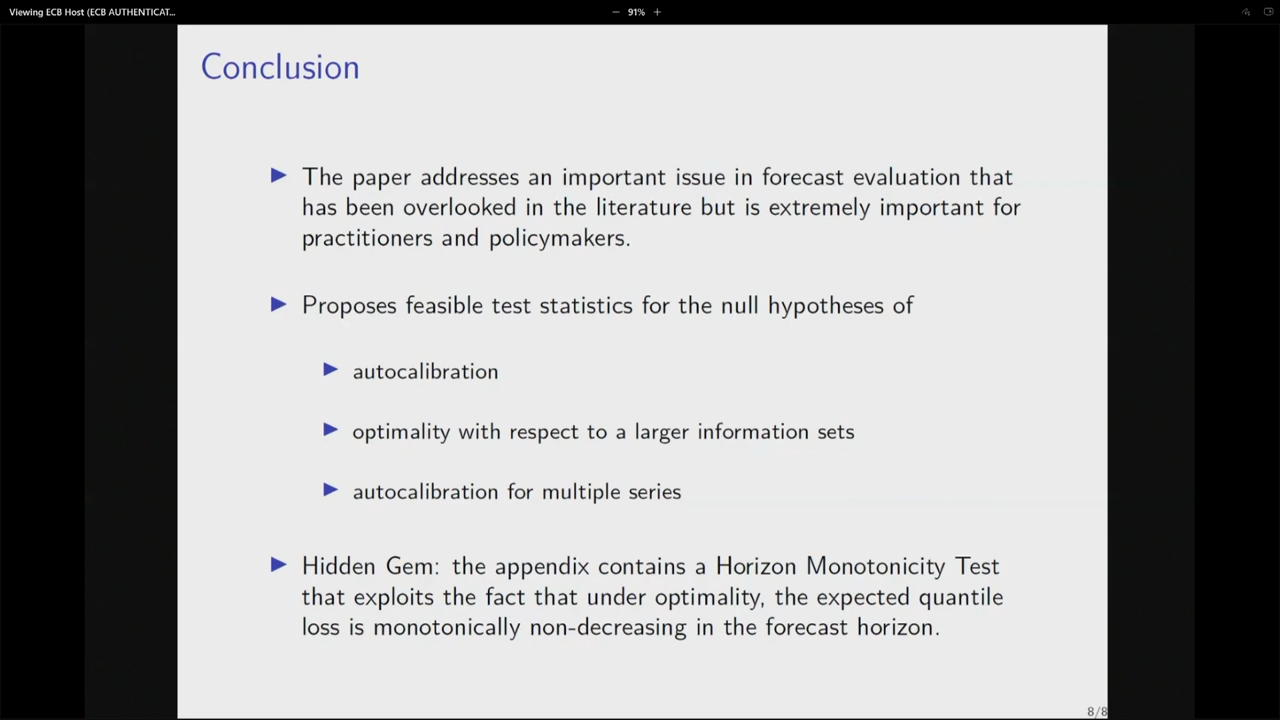 Viewing ECB Host (ECB AUTHENTICAT...
91%
Conclusion
The paper addresses an important issue in forecast evaluation that
has been overlooked in the literature but is extremely important for
practitioners and policymakers.
Proposes feasible test statistics for the null hypotheses of
autocalibration
optimality with respect to a larger information sets
autocalibration for multiple series
Hidden Gem: the appendix contains a Horizon Monotonicity Test
that exploits the fact that under optimality, the expected quantile
loss is monotonically non-decreasing in the forecast horizon.
8/8